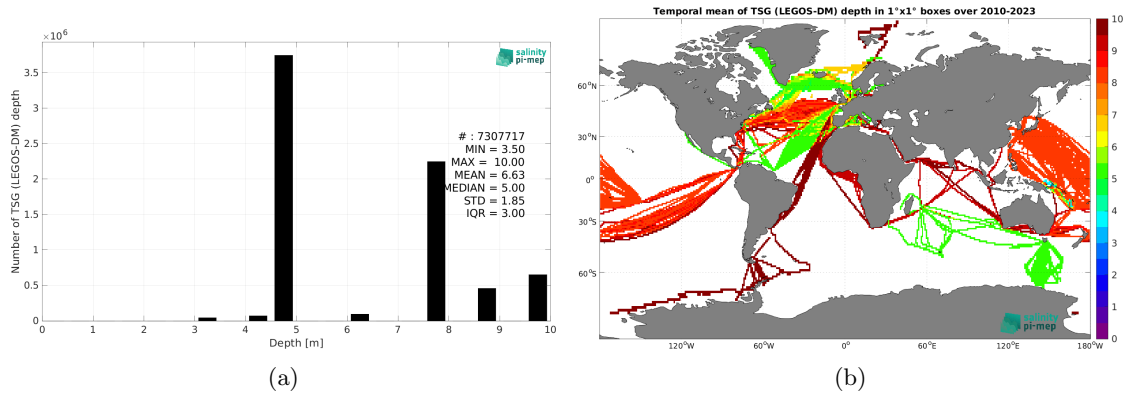 ×10⁶
3.5
3
2.5
2
1.5
1
0.5
0
0 1 2 3 4 5 6 7 8 9 10
Number of TSG (LEGOS-DM) depth
Depth [m]
salinity
pi-mep
# : 7307717
MIN = 3.50
MAX = 10.00
MEAN = 6.63
MEDIAN = 5.00
STD = 1.85
IQR = 3.00
(a)
Temporal mean of TSG (LEGOS-DM) depth in 1°x1° boxes over 2010-2023
60°N
30°N
0°
30°S
60°S
120°W 60°W 0° 60°E 120°E 180°W
10
9
8
7
6
5
4
3
2
1
0
salinity
pi-mep
(b)